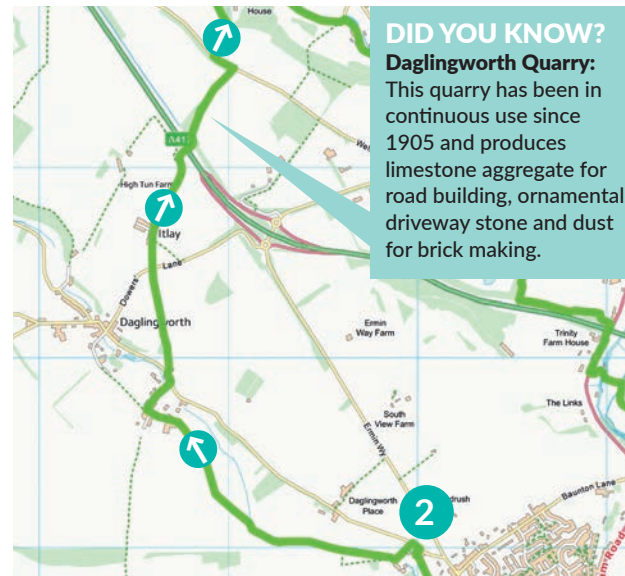 House
DID YOU KNOW?
Daglingworth Quarry:
This quarry has been in
continuous use since
1905 and produces
limestone aggregate for
road building, ornamental
driveway stone and dust
for brick making.
High Tun Farm
Itlay
Dowers Lane
Daglingworth
Ermin
Way Farm
Trinity
Farm House
The Links
South
View Farm
Ermin Wy
Daglingworth
Place
2
Baunton Lane